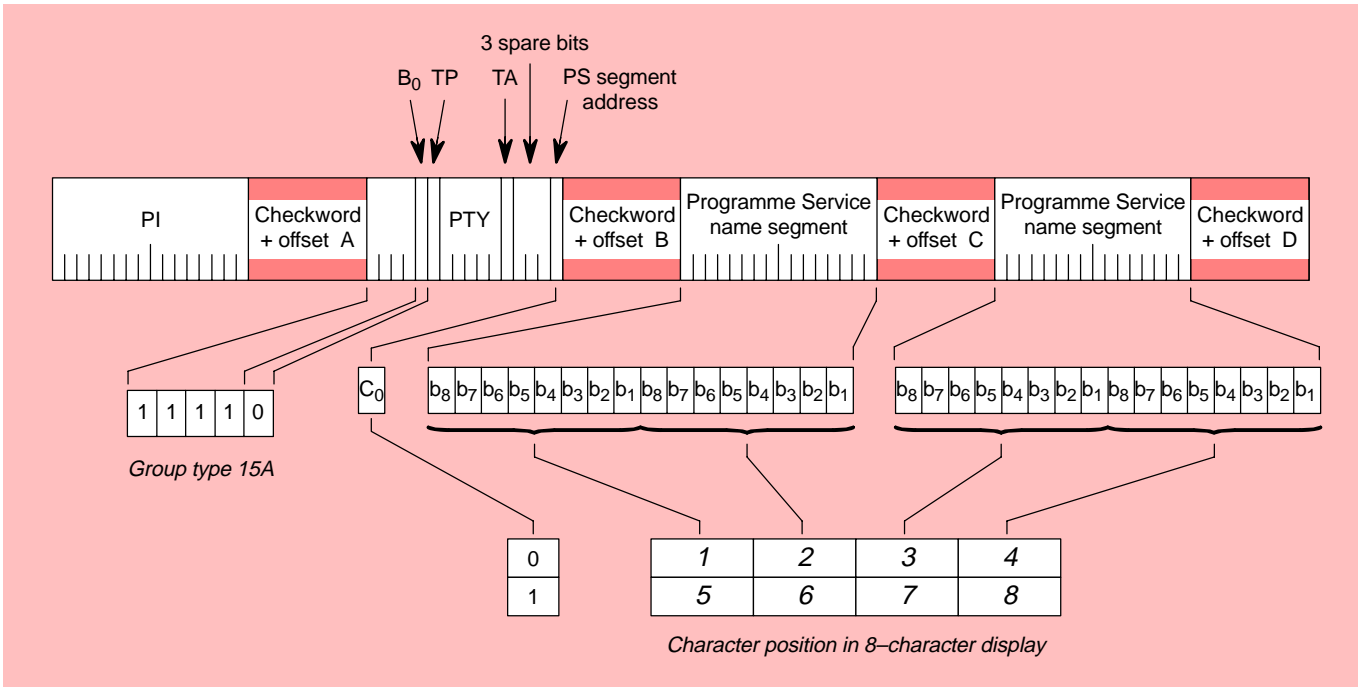 3 spare bits
B0 TP TA PS segment
address
PI
Checkword
+ offset A
PTY
Checkword
+ offset B
Programme Service
name segment
Checkword
+ offset C
Programme Service
name segment
Checkword
+ offset D
1 1 1 1 0
Group type 15A
C0
b8 b7 b6 b5 b4 b3 b2 b1 b8 b7 b6 b5 b4 b3 b2 b1
b8 b7 b6 b5 b4 b3 b2 b1 b8 b7 b6 b5 b4 b3 b2 b1
0 1 2 3 4
1 5 6 7 8
Character position in 8–character display